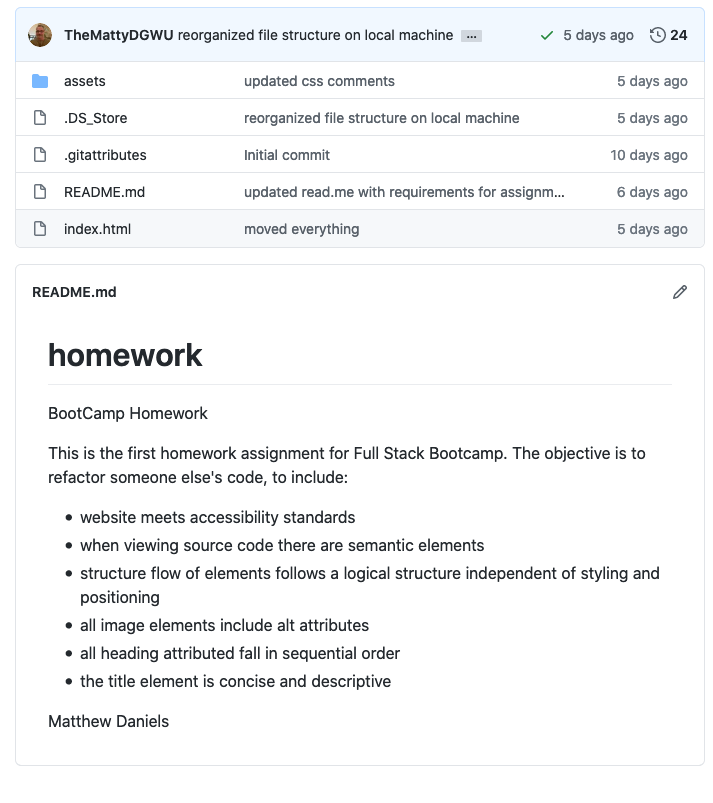 TheMattyDGWU reorganized file structure on local machine ... 5 days ago 24
assets updated css comments 5 days ago
.DS_Store reorganized file structure on local machine 5 days ago
.gitattributes Initial commit 10 days ago
README.md updated read.me with requirements for assignm... 6 days ago
index.html moved everything 5 days ago
README.md
homework
BootCamp Homework
This is the first homework assignment for Full Stack Bootcamp. The objective is to
refactor someone else's code, to include:
• website meets accessibility standards
• when viewing source code there are semantic elements
• structure flow of elements follows a logical structure independent of styling and
positioning
• all image elements include alt attributes
• all heading attributed fall in sequential order
• the title element is concise and descriptive
Matthew Daniels